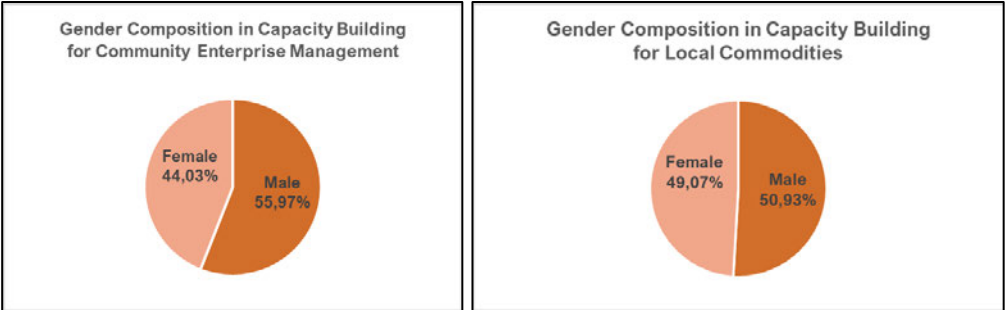 Gender Composition in Capacity Building
for Community Enterprise Management
Female
44,03%
Male
55,97%
Gender Composition in Capacity Building
for Local Commodities
Female
49,07%
Male
50,93%